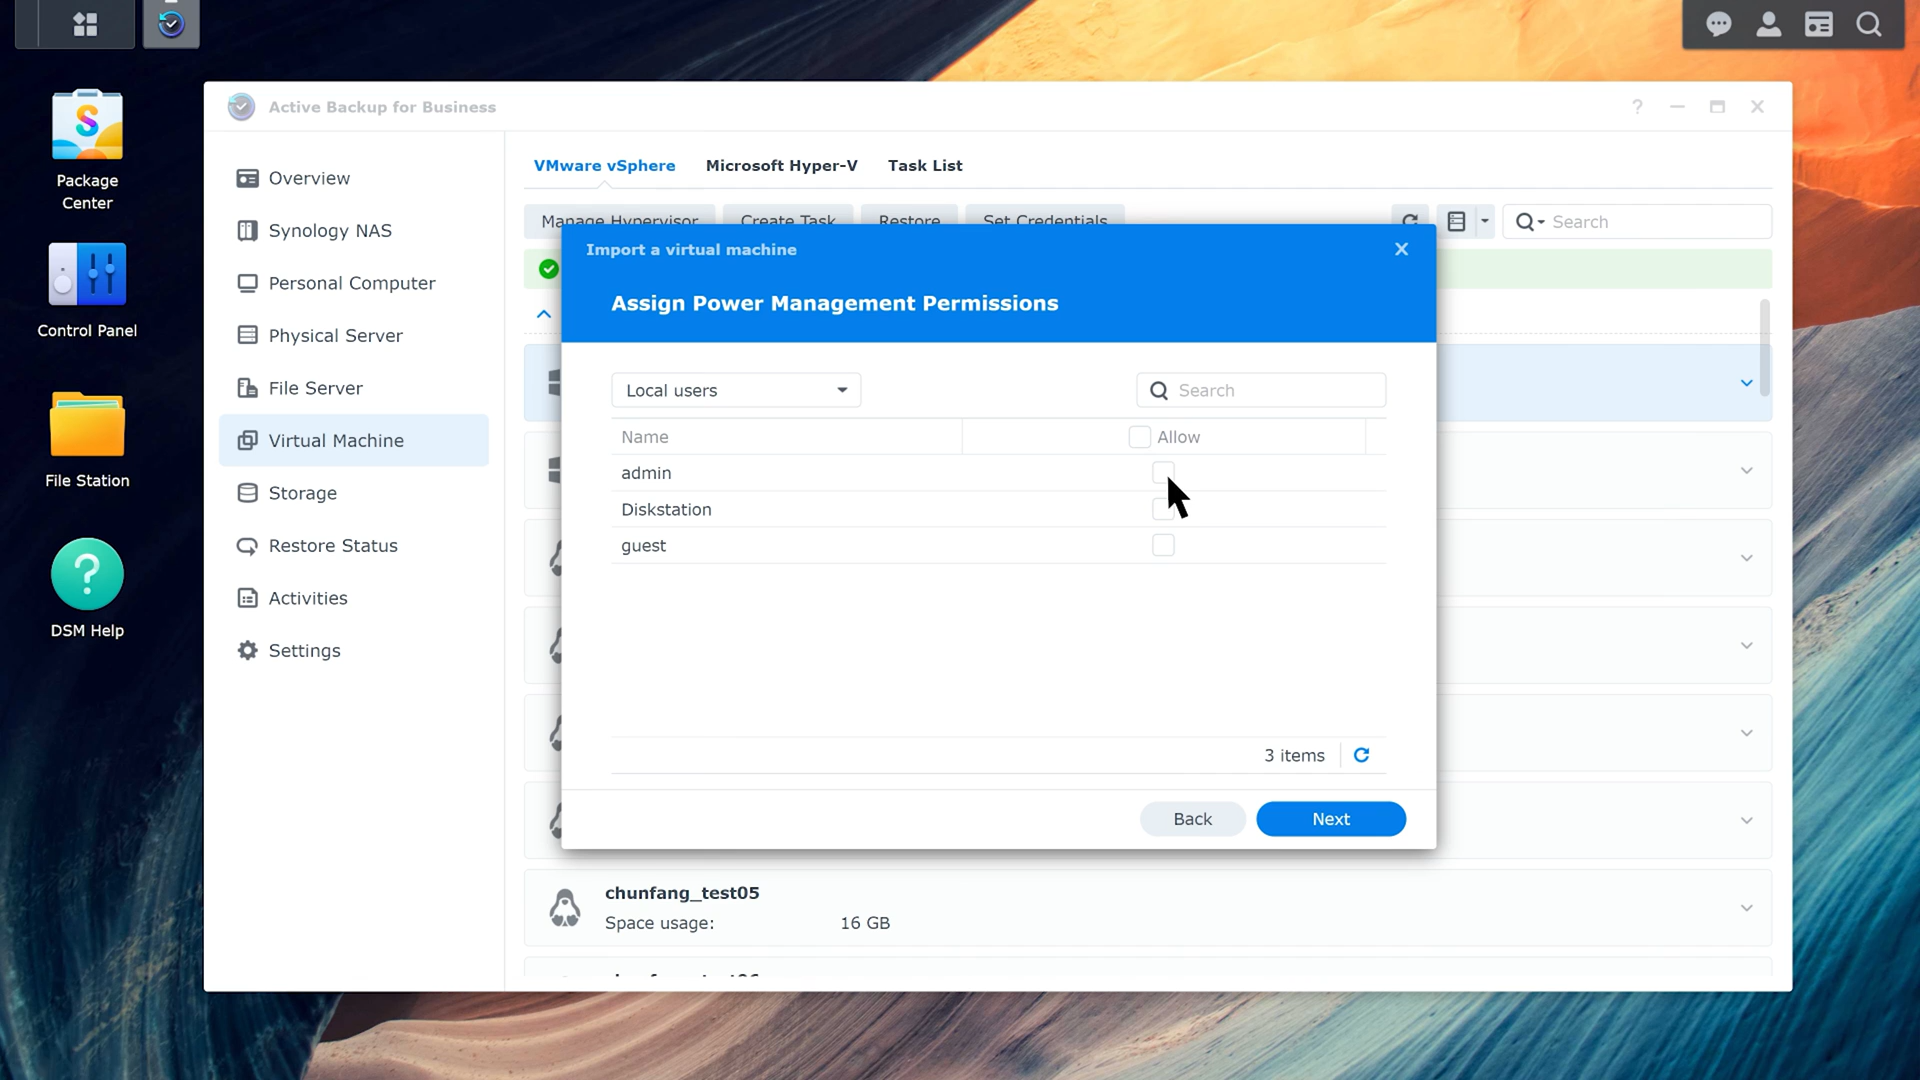 Package
Center
Control Panel
File Station
DSM Help
Active Backup for Business
Overview
Synology NAS
Personal Computer
Physical Server
File Server
Virtual Machine
Storage
Restore Status
Activities
Settings
VMware vSphere Microsoft Hyper-V Task List
Manage Hypervisor Create Task Restore Set Credentials Search
Import a virtual machine
Assign Power Management Permissions
Local users Search
Name Allow
admin
Diskstation
guest
3 items
Back Next
chunfang_test05
Space usage: 16 GB